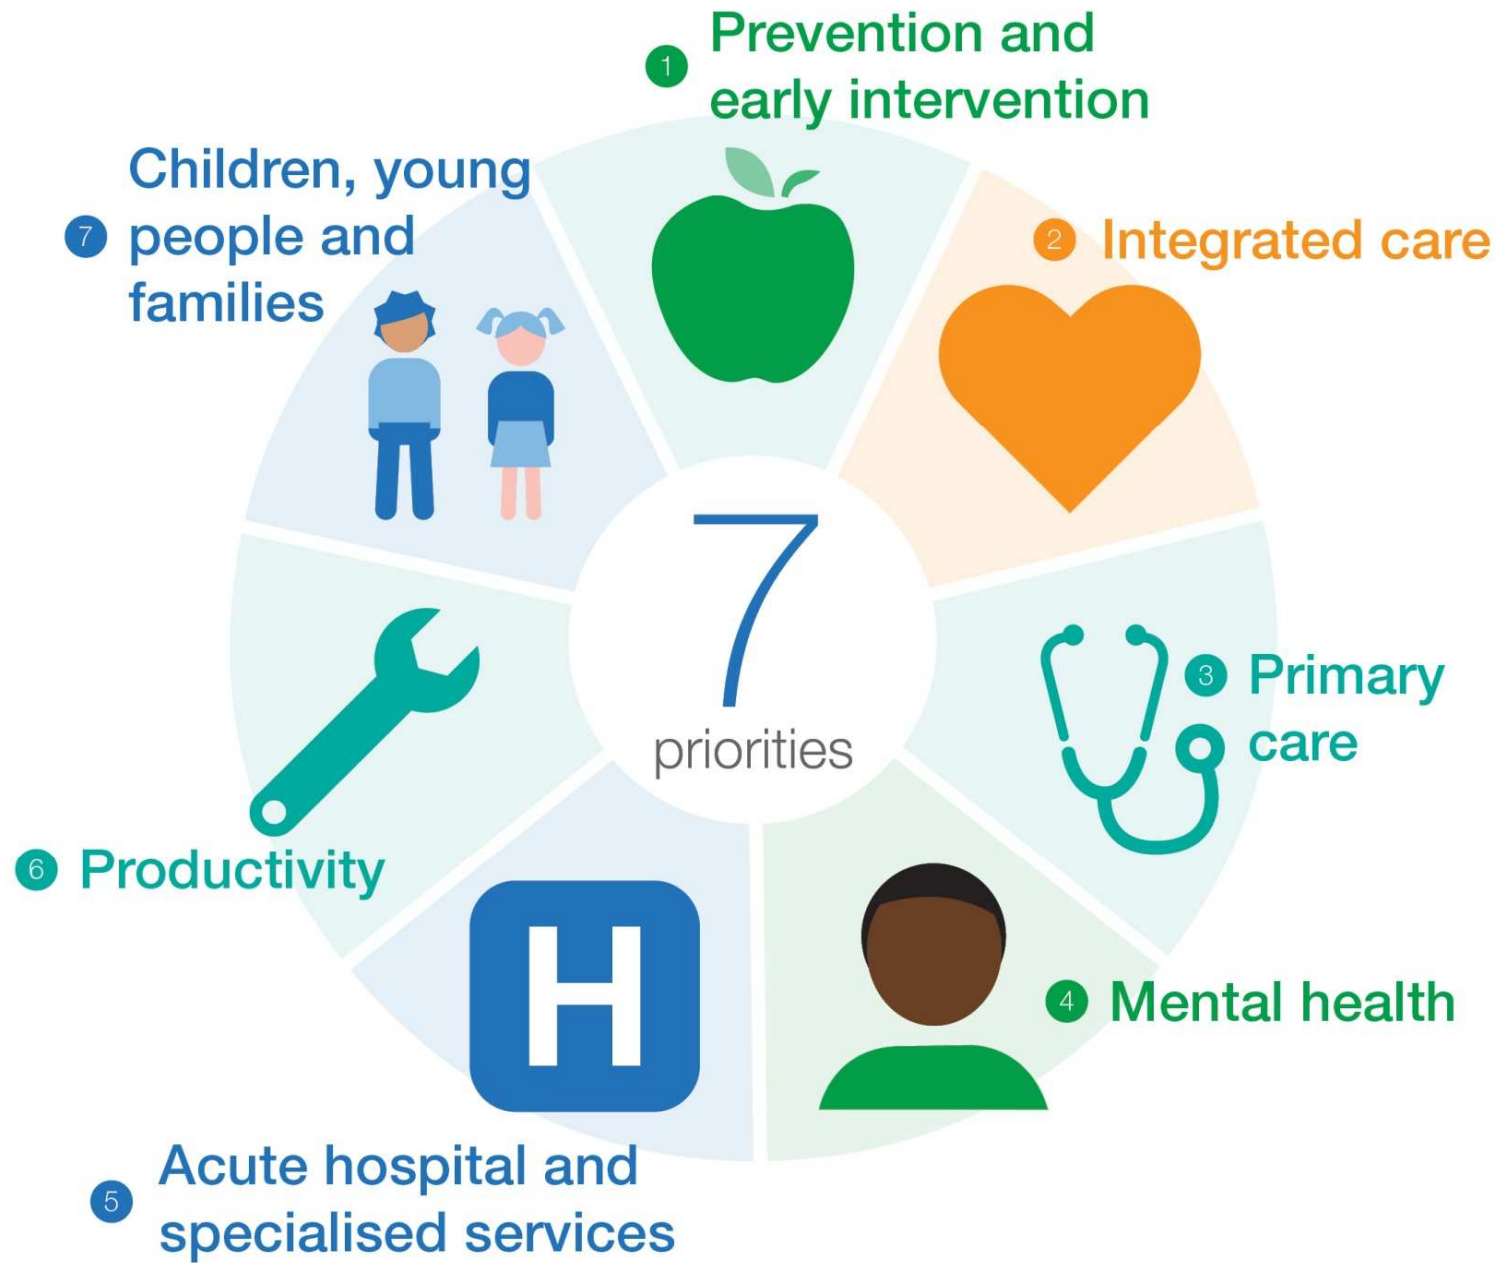 1 Prevention and
early intervention
2 Integrated care
3 Primary
care
4 Mental health
5 Acute hospital and
specialised services
6 Productivity
7 Children, young
people and
families
7
priorities
H